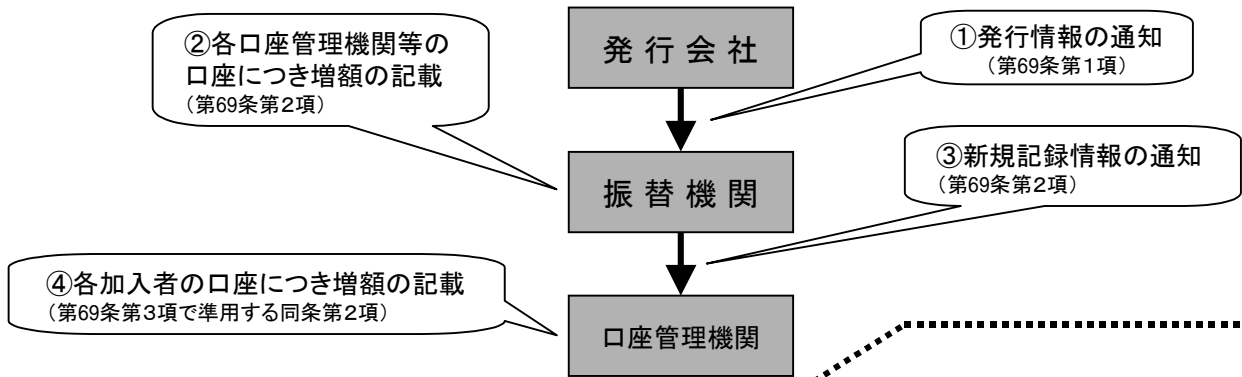 発行会社
①発行情報の通知
（第69条第１項）
②各口座管理機関等の
口座につき増額の記載
（第69条第２項）
振替機関
③新規記録情報の通知
（第69条第２項）
④各加入者の口座につき増額の記載
（第69条第３項で準用する同条第２項）
口座管理機関